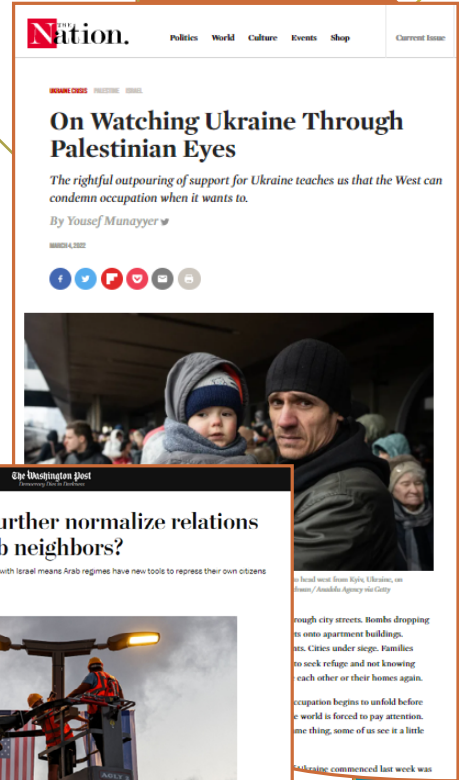 THE
Nation.
Politics World Culture Events Shop Current Issue
UKRAINE CRISIS PALESTINE ISRAEL
On Watching Ukraine Through
Palestinian Eyes
The rightful outpouring of support for Ukraine teaches us that the West can
condemn occupation when it wants to.
By Yousef Munayyer
MARCH 4, 2022
The Washington Post
Democracy Dies in Darkness
urther normalize relations
b neighbors?
with Israel means Arab regimes have new tools to repress their own citizens
o head west from Kyiv, Ukraine, on
/ Anadolu Agency via Getty
rough city streets. Bombs dropping
ts onto apartment buildings.
nts. Cities under siege. Families
to seek refuge and not knowing
each other or their homes again.
ccupation begins to unfold before
e world is forced to pay attention.
me thing, some of us see it a little
Ukraine commenced last week was